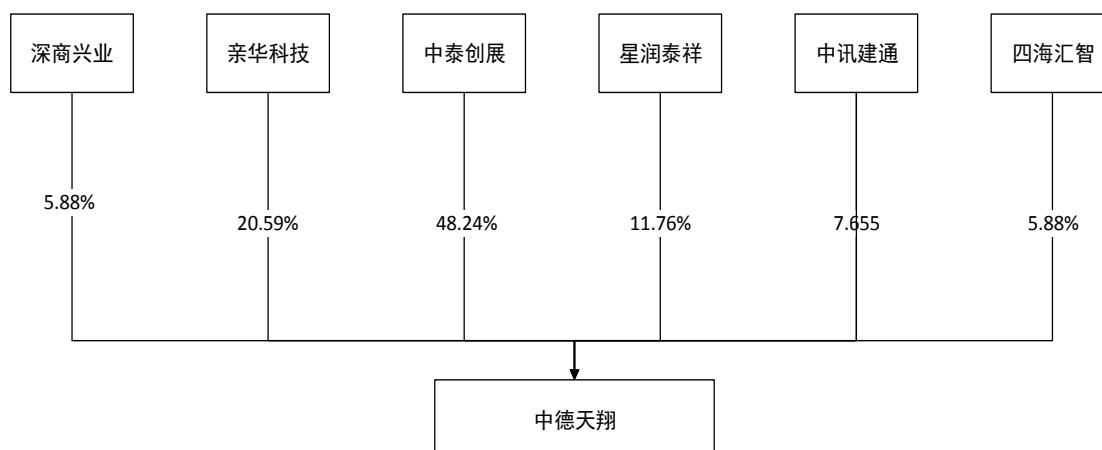 深商兴业
亲华科技
中泰创展
星润泰祥
中讯建通
四海汇智
5.88%
20.59%
48.24%
11.76%
7.655
5.88%
中德天翔